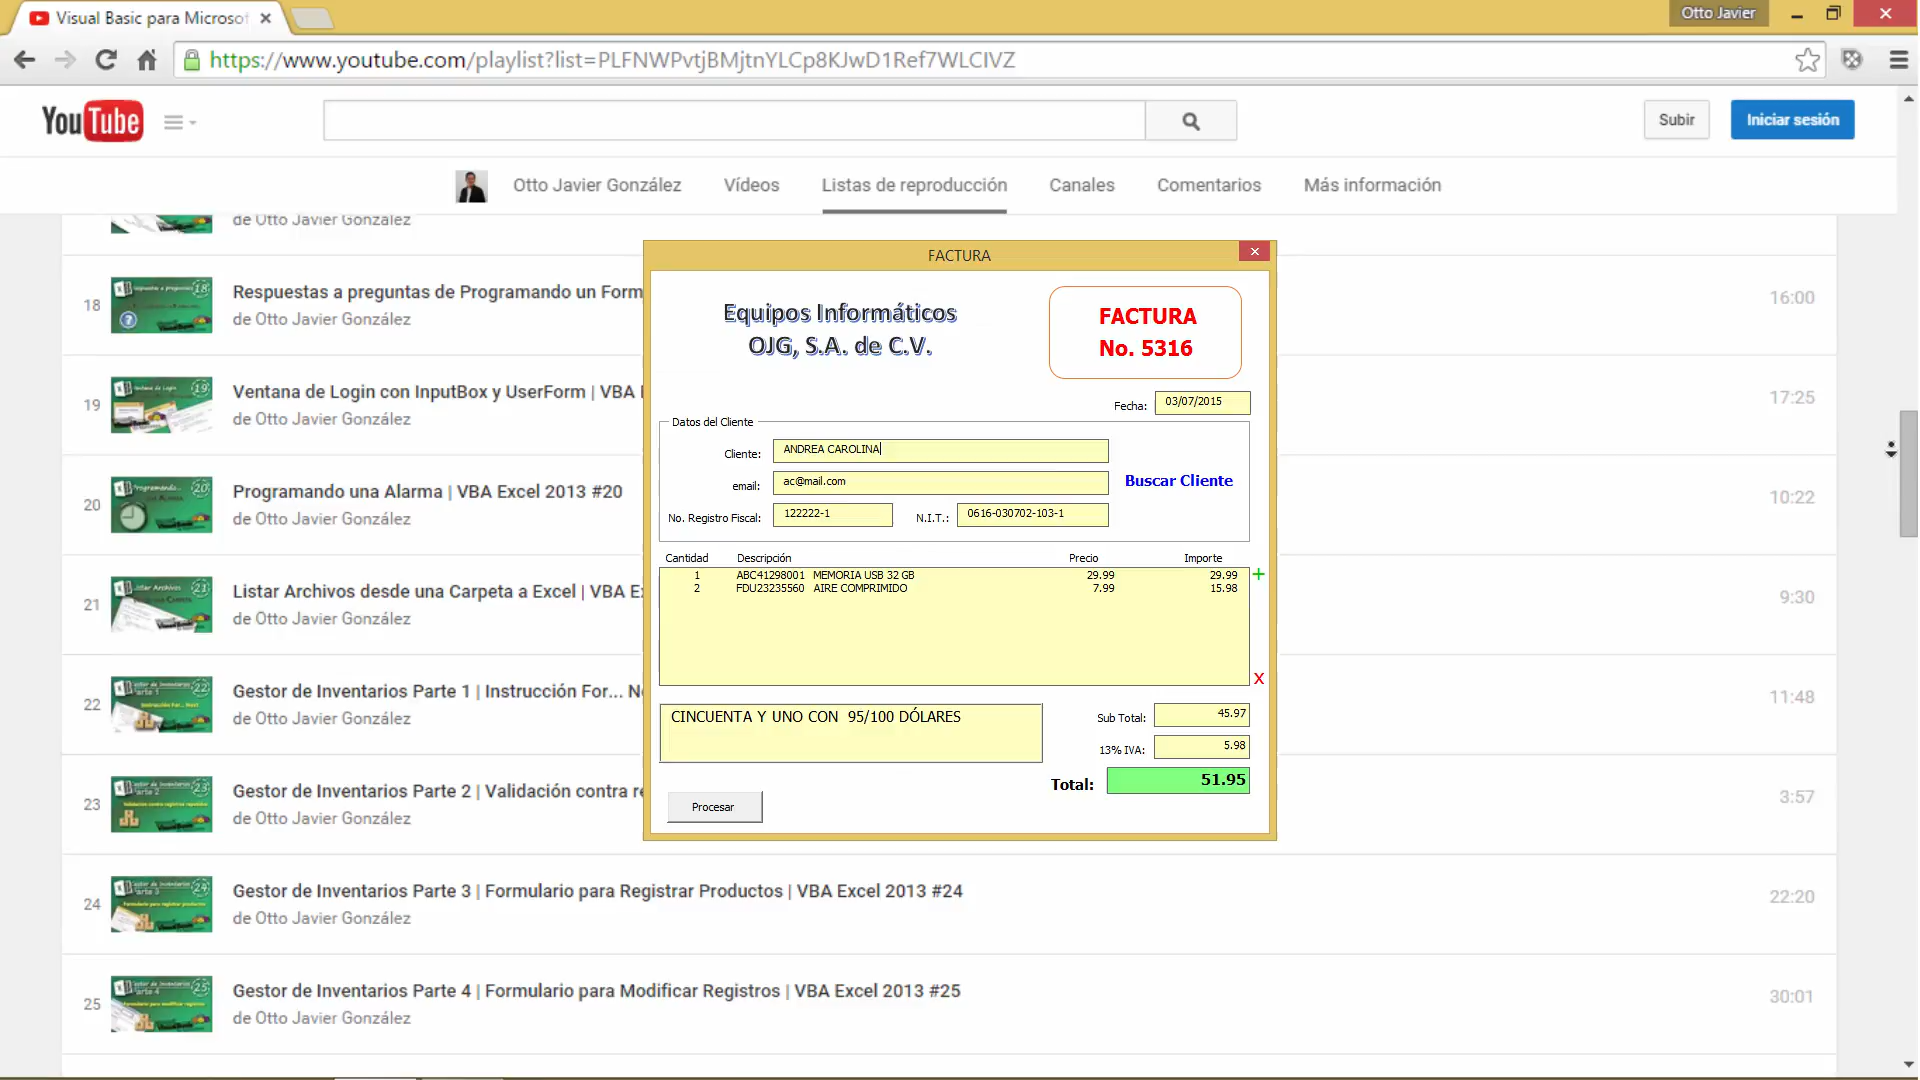 Visual Basic para Microsof
Otto Javier
https://www.youtube.com/playlist?list=PLFNWPvtjBMjtnYLCp8KJwD1Ref7WLCIVZ
YouTube
Subir
Iniciar sesión
Otto Javier González
Vídeos
Listas de reproducción
Canales
Comentarios
Más información
de Otto Javier González
18
Respuestas a preguntas de Programando un Form
de Otto Javier González
16:00
19
Ventana de Login con InputBox y UserForm | VBA
de Otto Javier González
17:25
20
Programando una Alarma | VBA Excel 2013 #20
de Otto Javier González
10:22
21
Listar Archivos desde una Carpeta a Excel | VBA E
de Otto Javier González
9:30
22
Gestor de Inventarios Parte 1 | Instrucción For... N
de Otto Javier González
11:48
23
Gestor de Inventarios Parte 2 | Validación contra r
de Otto Javier González
3:57
24
Gestor de Inventarios Parte 3 | Formulario para Registrar Productos | VBA Excel 2013 #24
de Otto Javier González
22:20
25
Gestor de Inventarios Parte 4 | Formulario para Modificar Registros | VBA Excel 2013 #25
de Otto Javier González
30:01
FACTURA
Equipos Informáticos
OJG, S.A. de C.V.
FACTURA
No. 5316
Fecha: 03/07/2015
Datos del Cliente
Cliente: ANDREA CAROLINA
email: ac@mail.com
Buscar Cliente
No. Registro Fiscal: 122222-1 N.I.T.: 0616-030702-103-1
Cantidad Descripción Precio Importe
1 ABC41298001 MEMORIA USB 32 GB 29.99 29.99 +
2 FDU23235560 AIRE COMPRIMIDO 7.99 15.98
X
CINCUENTA Y UNO CON 95/100 DÓLARES
Sub Total: 45.97
13% IVA: 5.98
Total: 51.95
Procesar